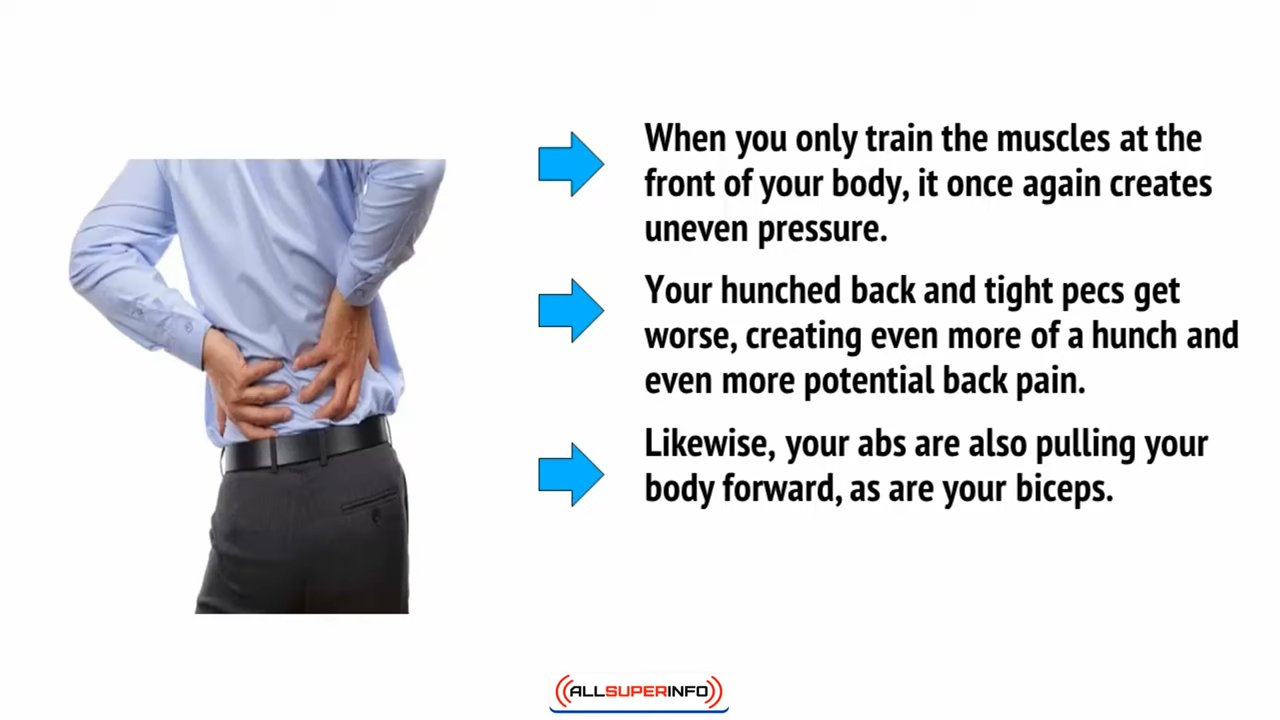 When you only train the muscles at the
front of your body, it once again creates
uneven pressure.
Your hunched back and tight pecs get
worse, creating even more of a hunch and
even more potential back pain.
Likewise, your abs are also pulling your
body forward, as are your biceps.
ALLSUPERINFO